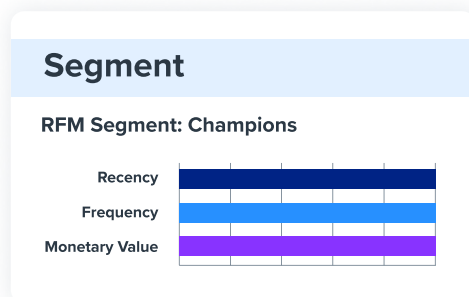 Segment
RFM Segment: Champions
Recency
Frequency
Monetary Value